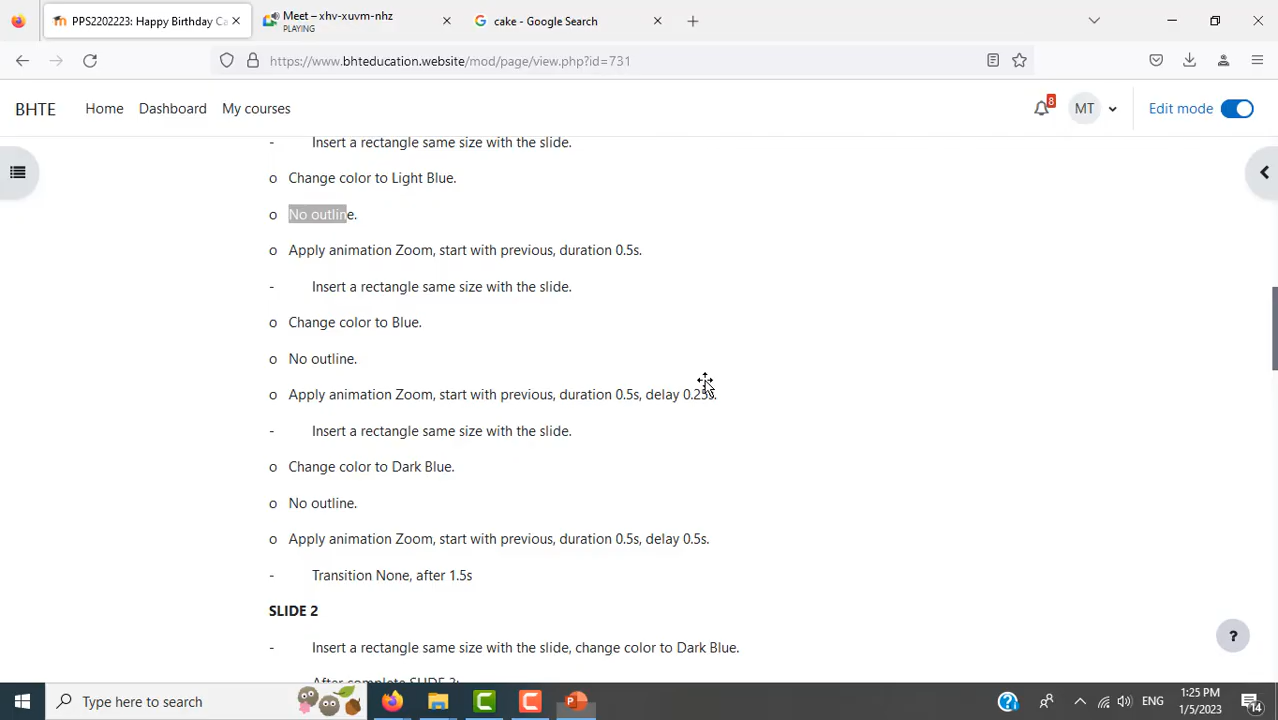 PPS2202223: Happy Birthday Ca
Meet – xhv-xuvm-nhz
PLAYING
cake - Google Search
https://www.bhteducation.website/mod/page/view.php?id=731
BHTE Home Dashboard My courses 8 MT Edit mode
- Insert a rectangle same size with the slide.
o Change color to Light Blue.
o No outline.
o Apply animation Zoom, start with previous, duration 0.5s.
- Insert a rectangle same size with the slide.
o Change color to Blue.
o No outline.
o Apply animation Zoom, start with previous, duration 0.5s, delay 0.25s.
- Insert a rectangle same size with the slide.
o Change color to Dark Blue.
o No outline.
o Apply animation Zoom, start with previous, duration 0.5s, delay 0.5s.
- Transition None, after 1.5s
SLIDE 2
- Insert a rectangle same size with the slide, change color to Dark Blue.
?
Type here to search
ENG
1:25 PM
1/5/2023
14